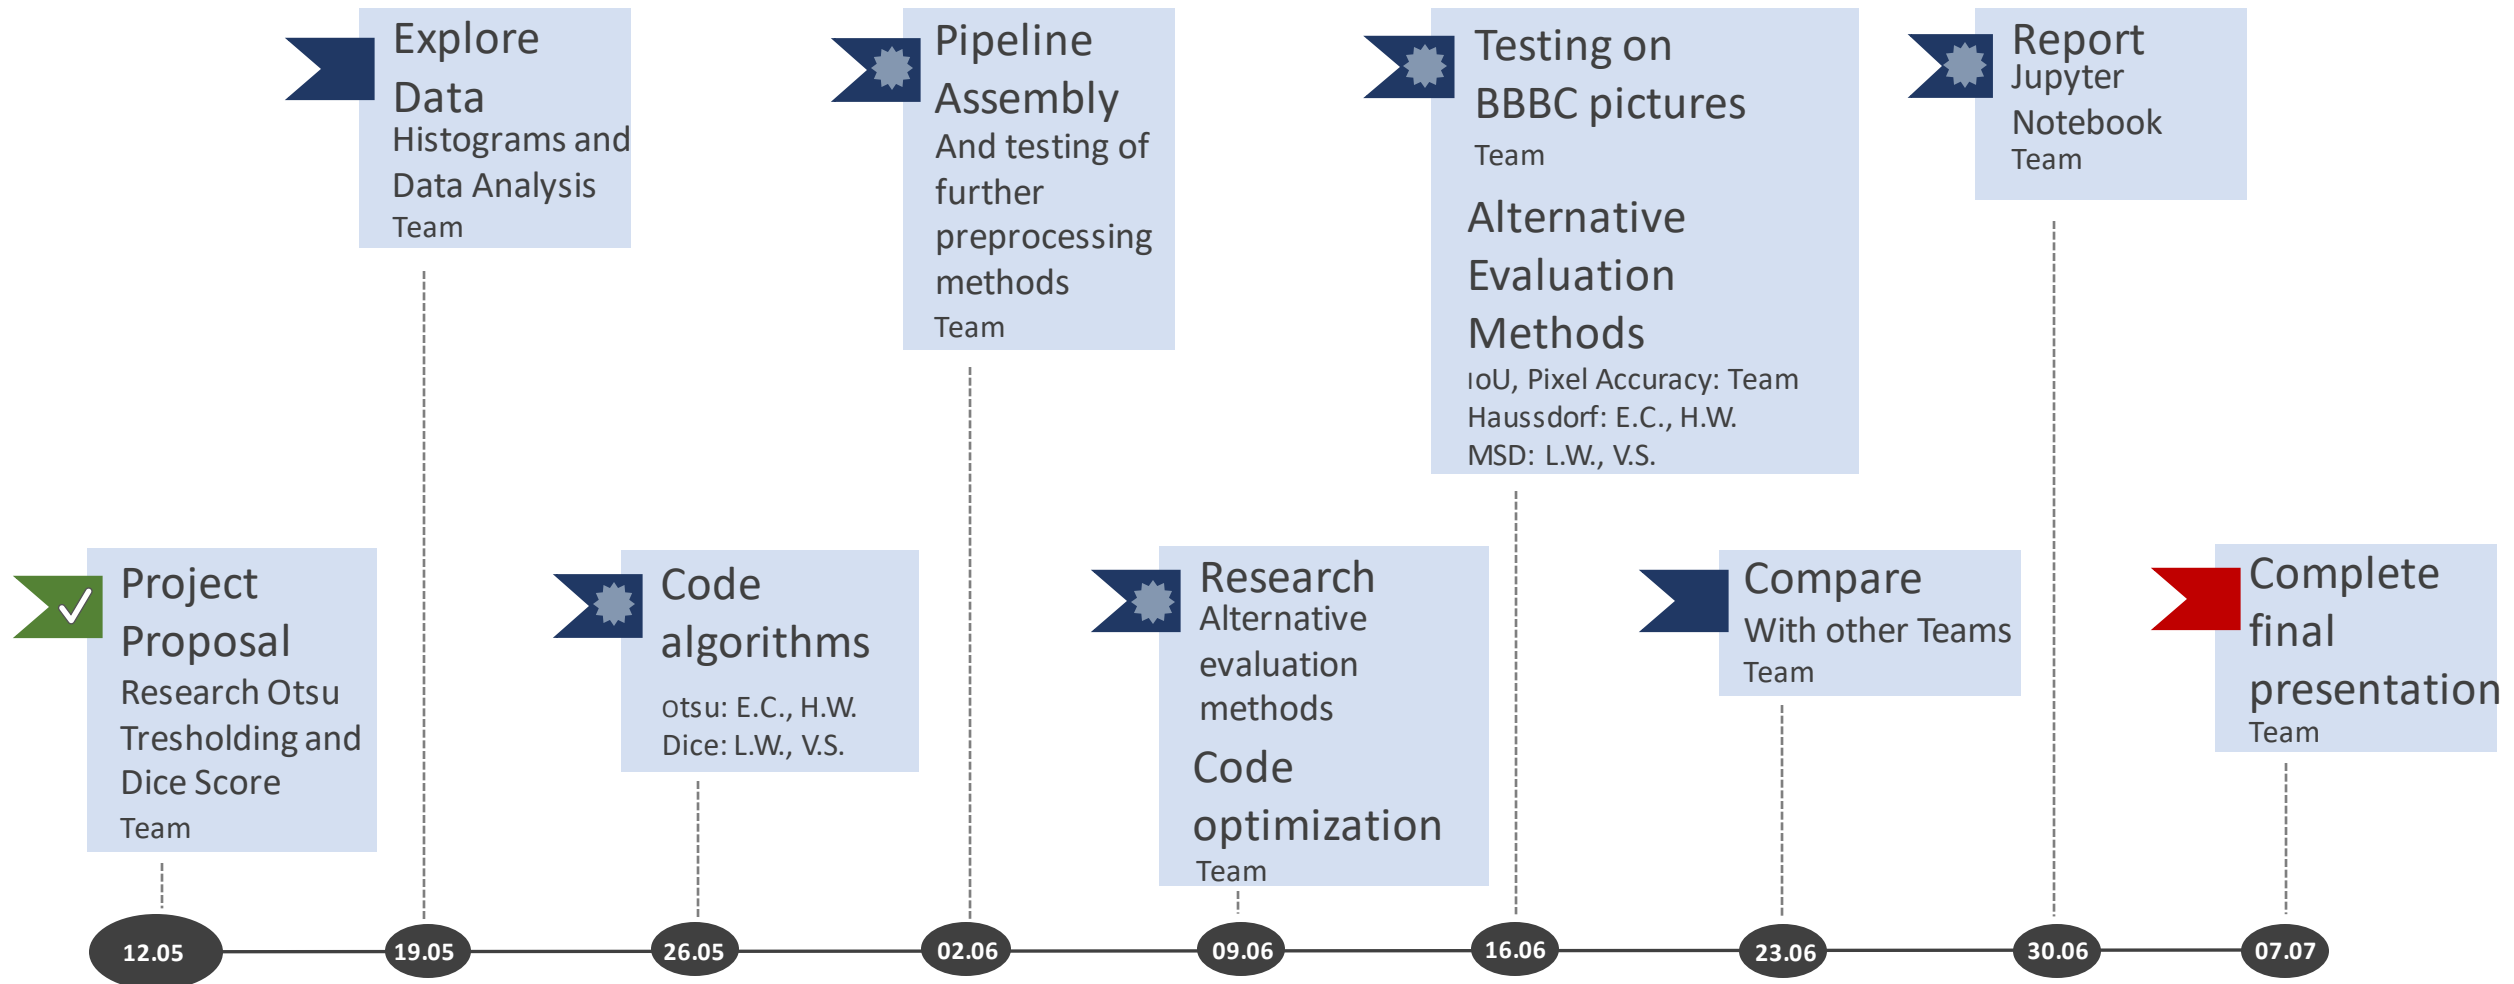 Explore
Data
Histograms and
Data Analysis
Team
Pipeline
Assembly
And testing of
further
preprocessing
methods
Team
Testing on
BBBC pictures
Team
Alternative
Evaluation
Methods
IoU, Pixel Accuracy: Team
Haussdorf: E.C., H.W.
MSD: L.W., V.S.
Report
Jupyter
Notebook
Team
Project
Proposal
Research Otsu
Tresholding and
Dice Score
Team
Code
algorithms
Otsu: E.C., H.W.
Dice: L.W., V.S.
Research
Alternative
evaluation
methods
Code
optimization
Team
Compare
With other Teams
Team
Complete
final
presentation
Team
12.05
19.05
26.05
02.06
09.06
16.06
23.06
30.06
07.07